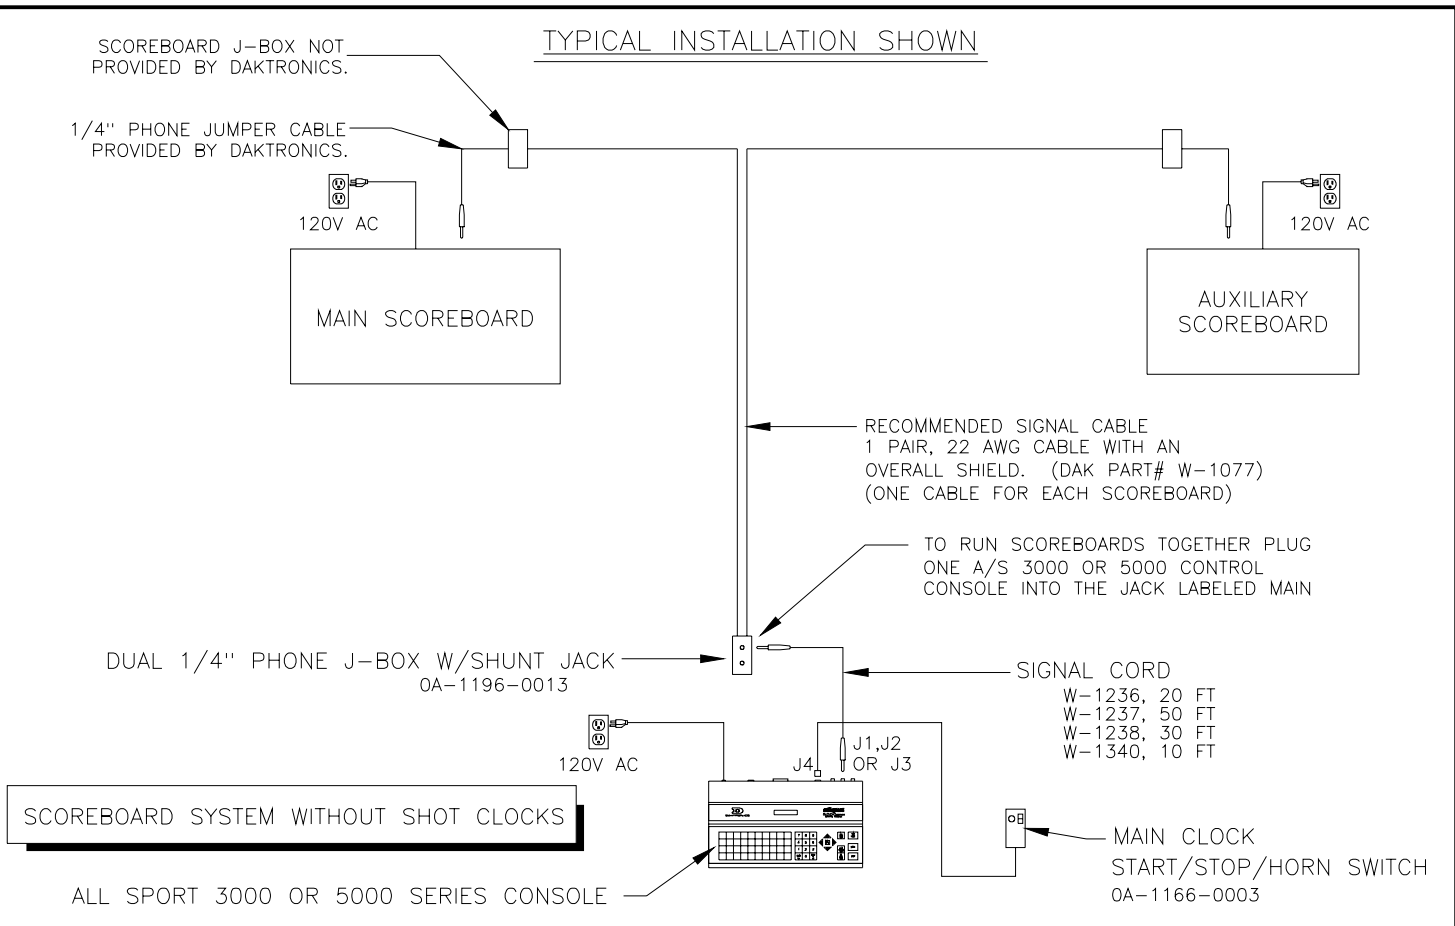 TYPICAL INSTALLATION SHOWN
SCOREBOARD J-BOX NOT
PROVIDED BY DAKTRONICS.
1/4" PHONE JUMPER CABLE
PROVIDED BY DAKTRONICS.
120V AC
120V AC
MAIN SCOREBOARD
AUXILIARY
SCOREBOARD
RECOMMENDED SIGNAL CABLE
1 PAIR, 22 AWG CABLE WITH AN
OVERALL SHIELD. (DAK PART# W-1077)
(ONE CABLE FOR EACH SCOREBOARD)
TO RUN SCOREBOARDS TOGETHER PLUG
ONE A/S 3000 OR 5000 CONTROL
CONSOLE INTO THE JACK LABELED MAIN
DUAL 1/4" PHONE J-BOX W/SHUNT JACK
0A-1196-0013
SIGNAL CORD
W-1236, 20 FT
W-1237, 50 FT
W-1238, 30 FT
W-1340, 10 FT
120V AC
J4
J1,J2
OR J3
SCOREBOARD SYSTEM WITHOUT SHOT CLOCKS
MAIN CLOCK
START/STOP/HORN SWITCH
0A-1166-0003
ALL SPORT 3000 OR 5000 SERIES CONSOLE